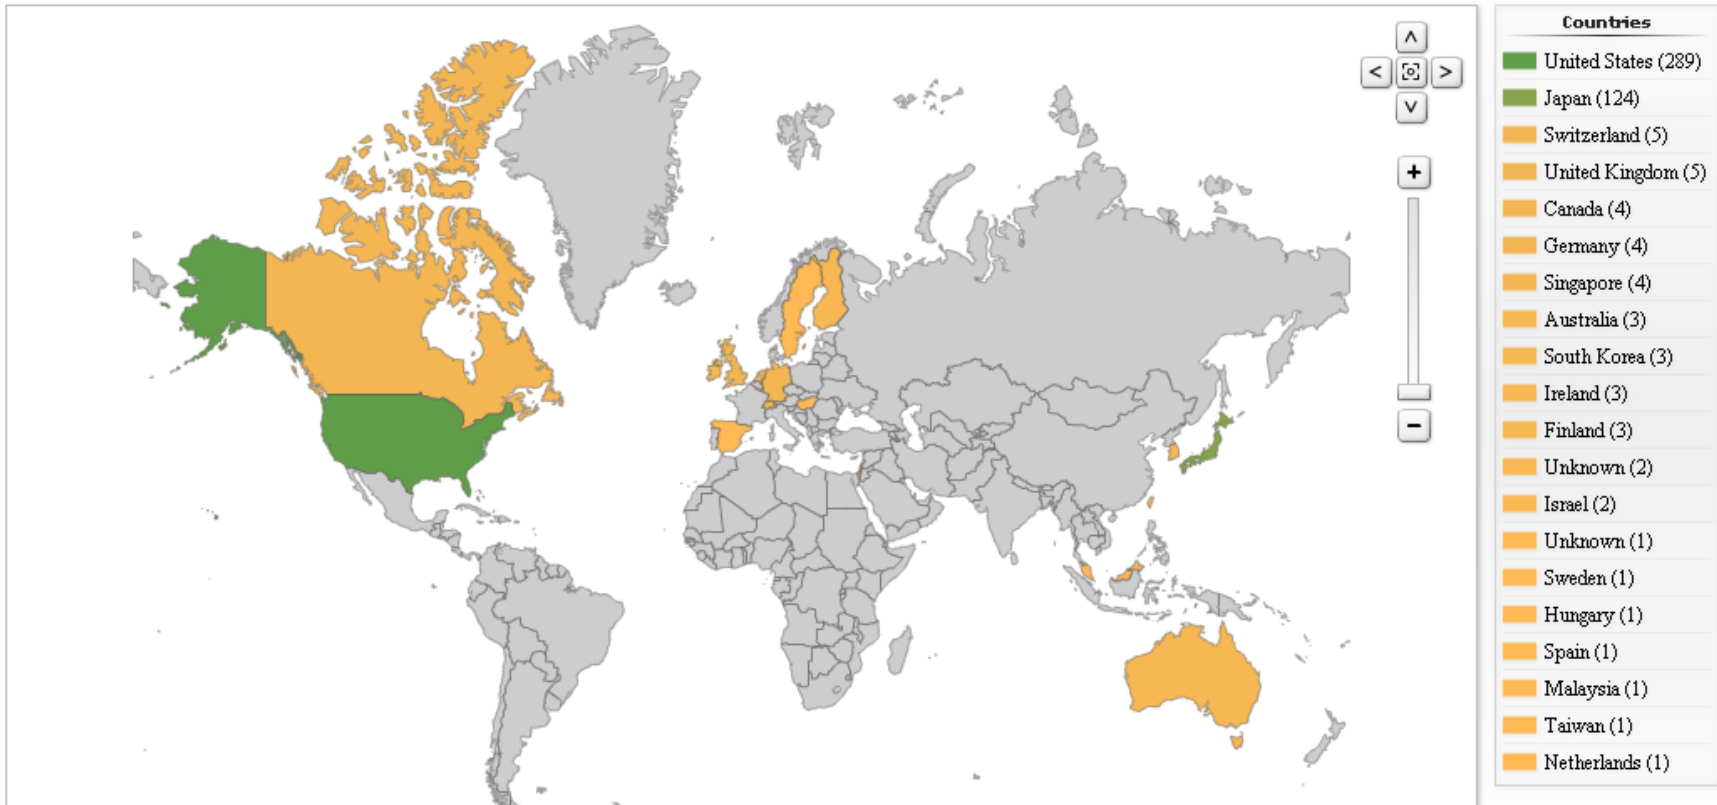 Countries
United States (289)
Japan (124)
Switzerland (5)
United Kingdom (5)
Canada (4)
Germany (4)
Singapore (4)
Australia (3)
South Korea (3)
Ireland (3)
Finland (3)
Unknown (2)
Israel (2)
Unknown (1)
Sweden (1)
Hungary (1)
Spain (1)
Malaysia (1)
Taiwan (1)
Netherlands (1)